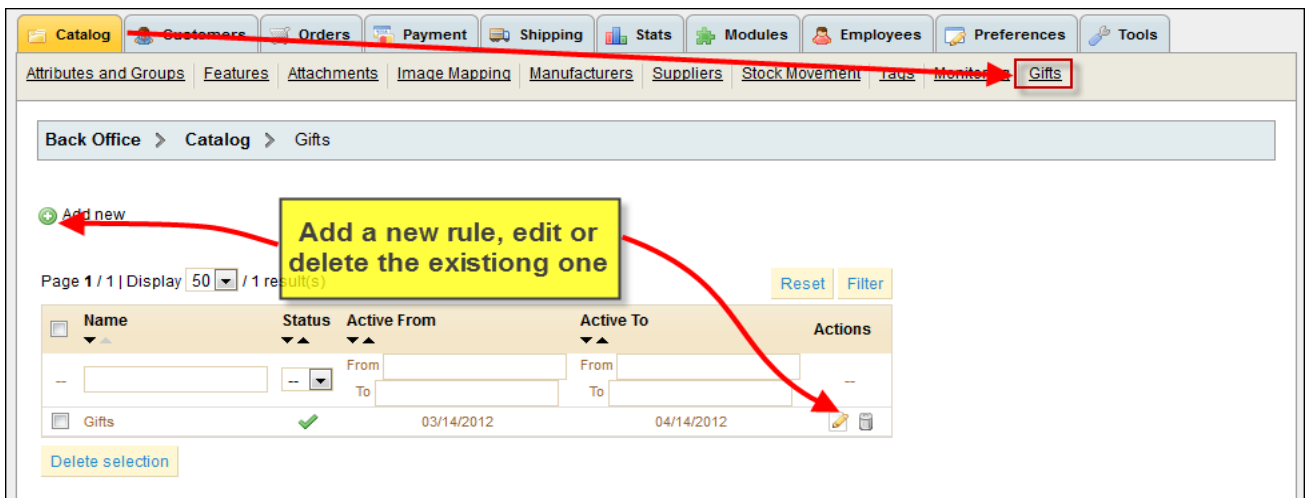 Catalog Customers Orders Payment Shipping Stats Modules Employees Preferences Tools
Attributes and Groups Features Attachments Image Mapping Manufacturers Suppliers Stock Movement Tags Monitoring Gifts
Back Office > Catalog > Gifts
Add new
Add a new rule, edit or
delete the existiong one
Page 1 / 1 | Display 50 / 1 result(s)
Reset Filter
Name Status Active From Active To Actions
From From
-- -- --
To To
Gifts 03/14/2012 04/14/2012
Delete selection